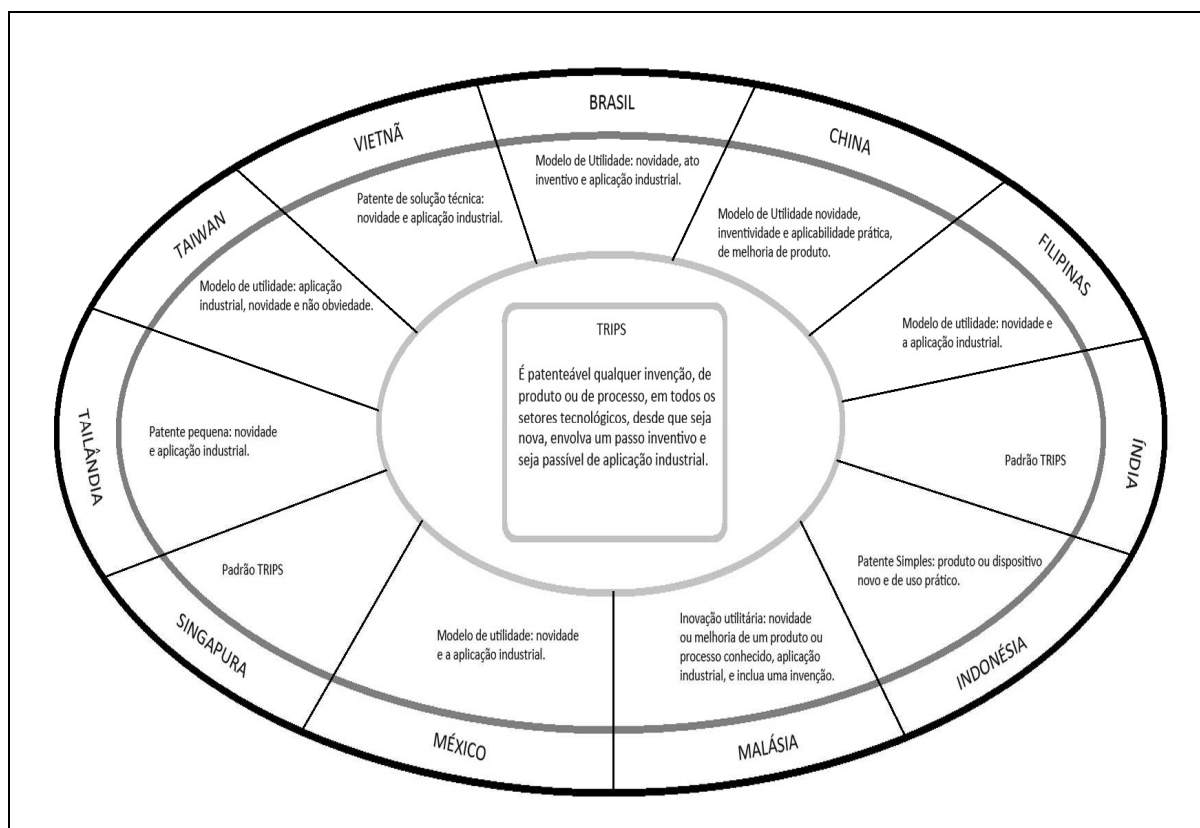 BRASIL
Modelo de Utilidade: novidade, ato
inventivo e aplicação industrial.
CHINA
Modelo de Utilidade novidade,
inventividade e aplicabilidade prática,
de melhoria de produto.
FILIPINAS
Modelo de utilidade: novidade e
a aplicação industrial.
ÍNDIA
Padrão TRIPS
INDONÉSIA
Patente Simples: produto ou dispositivo
novo e de uso prático.
MALÁSIA
Inovação utilitária: novidade
ou melhoria de um produto ou
processo conhecido, aplicação
industrial, e inclua uma invenção.
MÉXICO
Modelo de utilidade: novidade
e a aplicação industrial.
SINGAPURA
Padrão TRIPS
TAILÂNDIA
Patente pequena: novidade
e aplicação industrial.
TAIWAN
Modelo de utilidade: aplicação
industrial, novidade e não obviedade.
VIETNÃ
Patente de solução técnica:
novidade e aplicação industrial.
TRIPS
É patenteável qualquer invenção, de
produto ou de processo, em todos os
setores tecnológicos, desde que seja
nova, envolva um passo inventivo e
seja passível de aplicação industrial.